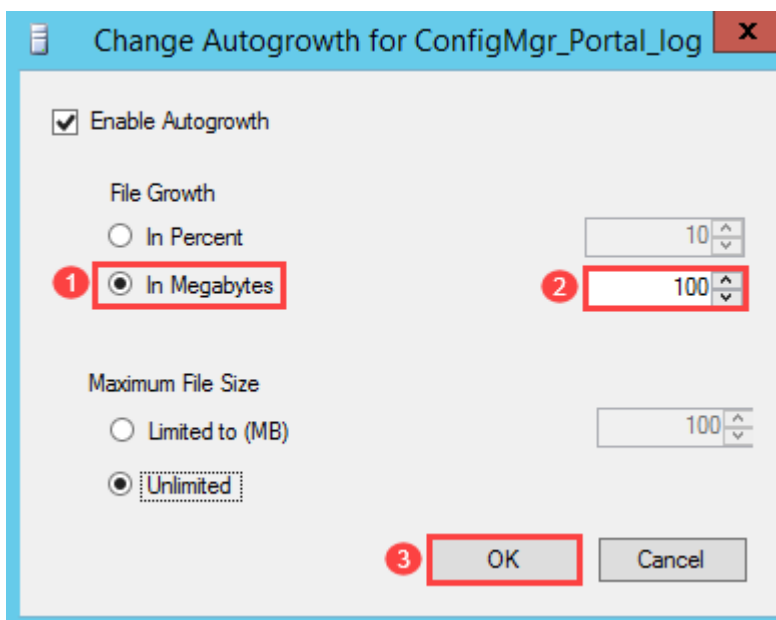 Change Autogrowth for ConfigMgr_Portal_log x
Enable Autogrowth
File Growth
In Percent 10
1 In Megabytes 2 100
Maximum File Size
Limited to (MB) 100
Unlimited
3 OK Cancel